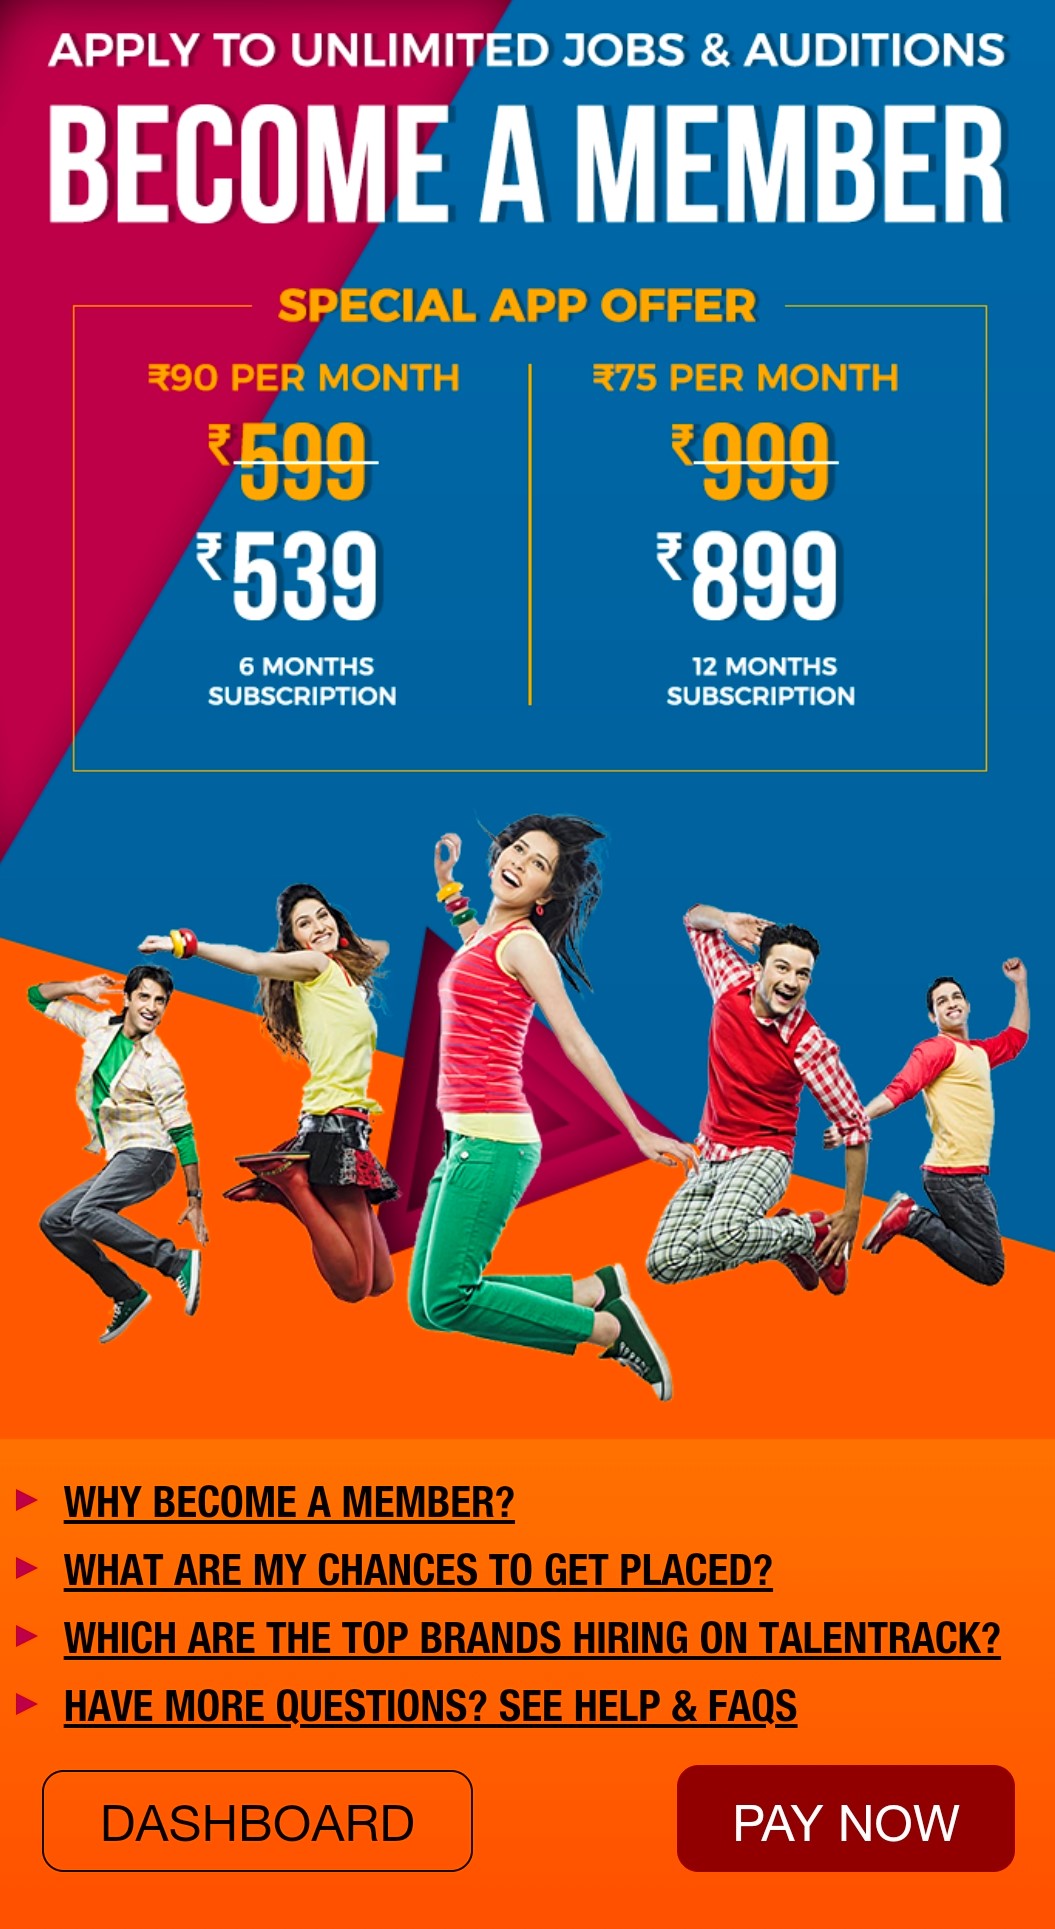 APPLY TO UNLIMITED JOBS & AUDITIONS
BECOME A MEMBER
SPECIAL APP OFFER
₹90 PER MONTH
₹599
₹539
6 MONTHS
SUBSCRIPTION
₹75 PER MONTH
₹999
₹899
12 MONTHS
SUBSCRIPTION
WHY BECOME A MEMBER?
WHAT ARE MY CHANCES TO GET PLACED?
WHICH ARE THE TOP BRANDS HIRING ON TALENTRACK?
HAVE MORE QUESTIONS? SEE HELP & FAQS
DASHBOARD
PAY NOW